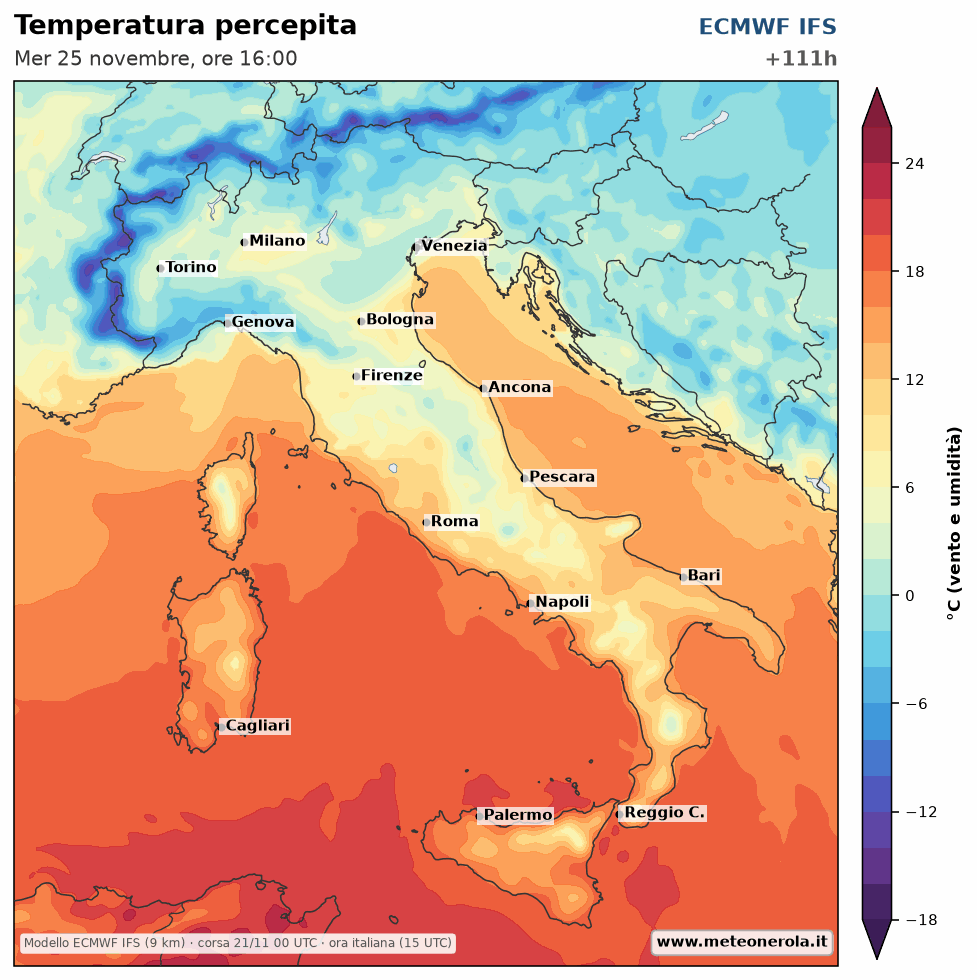 Temperatura percepita
ECMWF IFS
Mer 25 novembre, ore 16:00
+111h
Milano
Venezia
Torino
Genova
Bologna
Firenze
Ancona
Pescara
Roma
Bari
Napoli
Cagliari
Palermo
Reggio C.
24
18
12
6
0
−6
−12
−18
°C (vento e umidità)
Modello ECMWF IFS (9 km) · corsa 21/11 00 UTC · ora italiana (15 UTC)
www.meteonerola.it